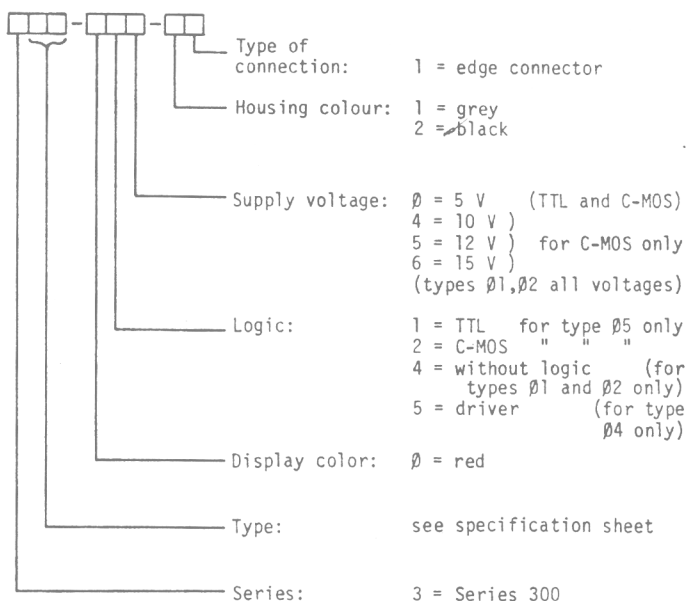 Type of
connection: 1 = edge connector
Housing colour: 1 = grey
2 = black
Supply voltage: Ø = 5 V (TTL and C-MOS)
4 = 10 V )
5 = 12 V ) for C-MOS only
6 = 15 V )
(types Ø1,Ø2 all voltages)
Logic: 1 = TTL for type Ø5 only
2 = C-MOS " " "
4 = without logic (for
types Ø1 and Ø2 only)
5 = driver (for type
Ø4 only)
Display color: Ø = red
Type: see specification sheet
Series: 3 = Series 300